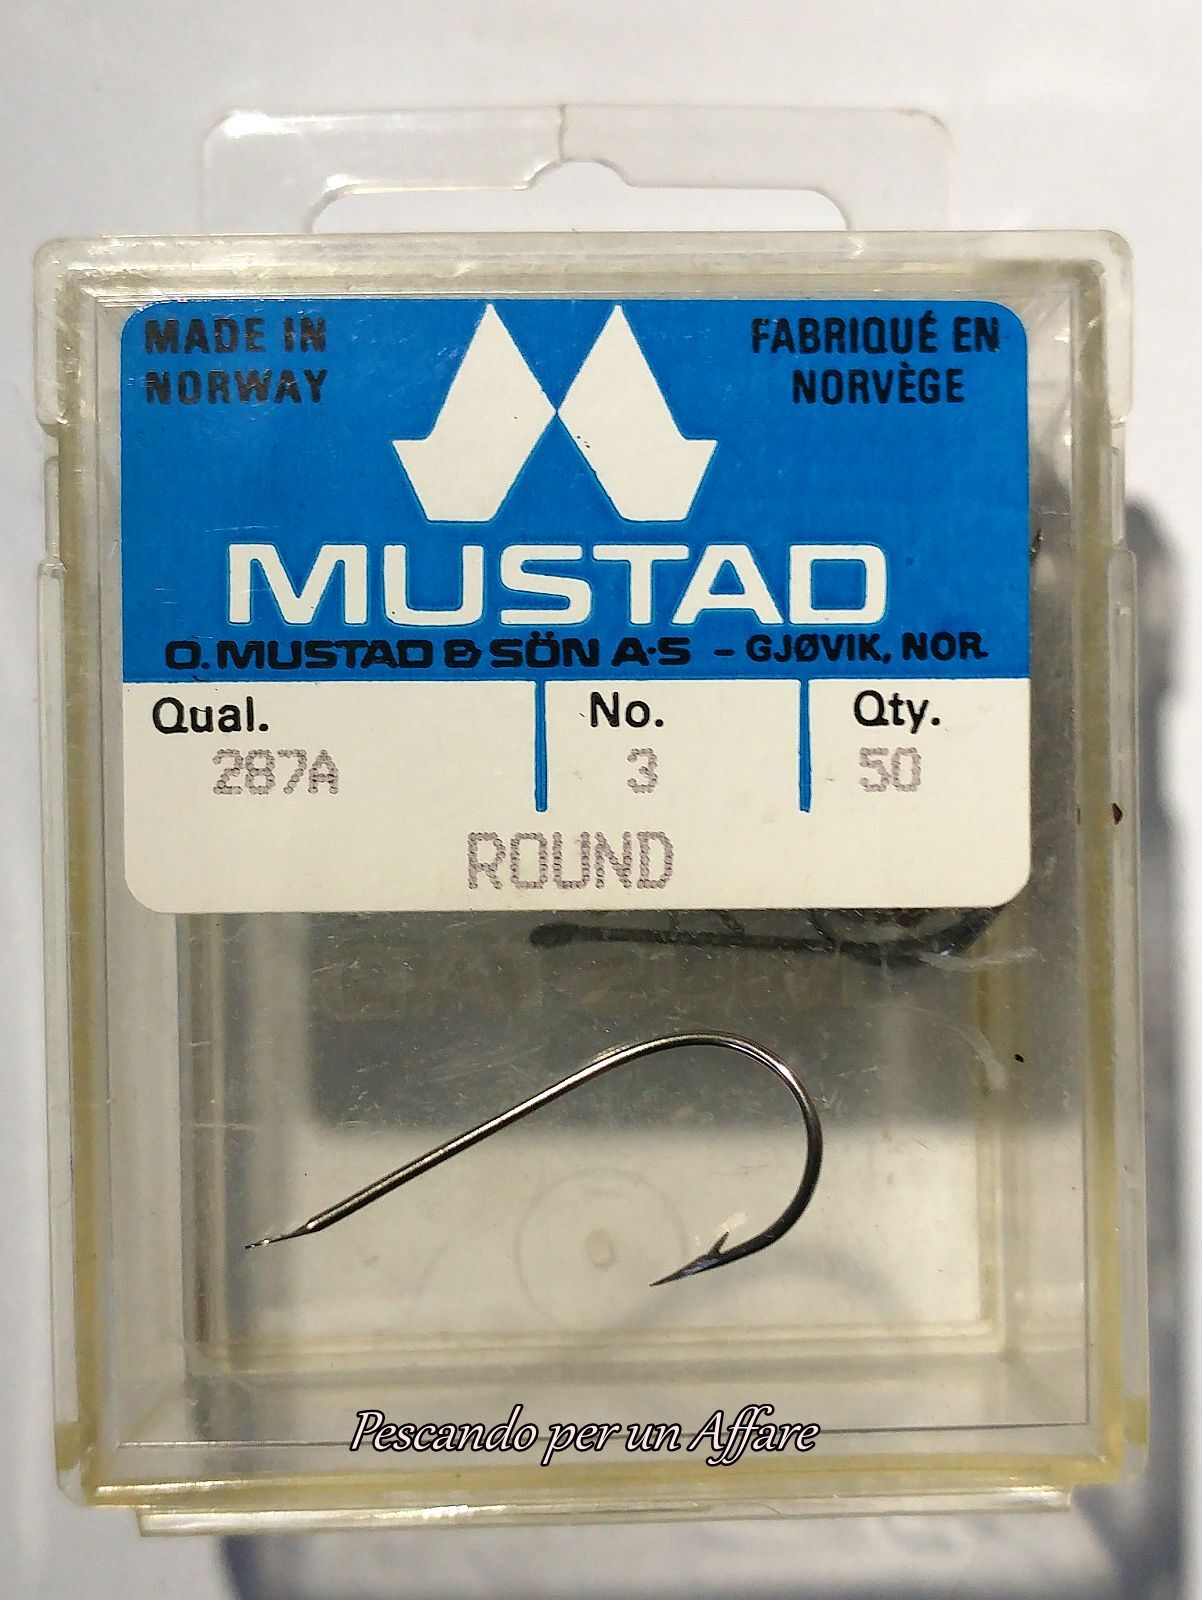 MADE IN
NORWAY
FABRIQUÉ EN
NORVÈGE
MUSTAD
O. MUSTAD & SÖN A·S - GJØVIK, NOR.
Qual. No. Qty.
287A 3 50
ROUND
Pescando per un Affare